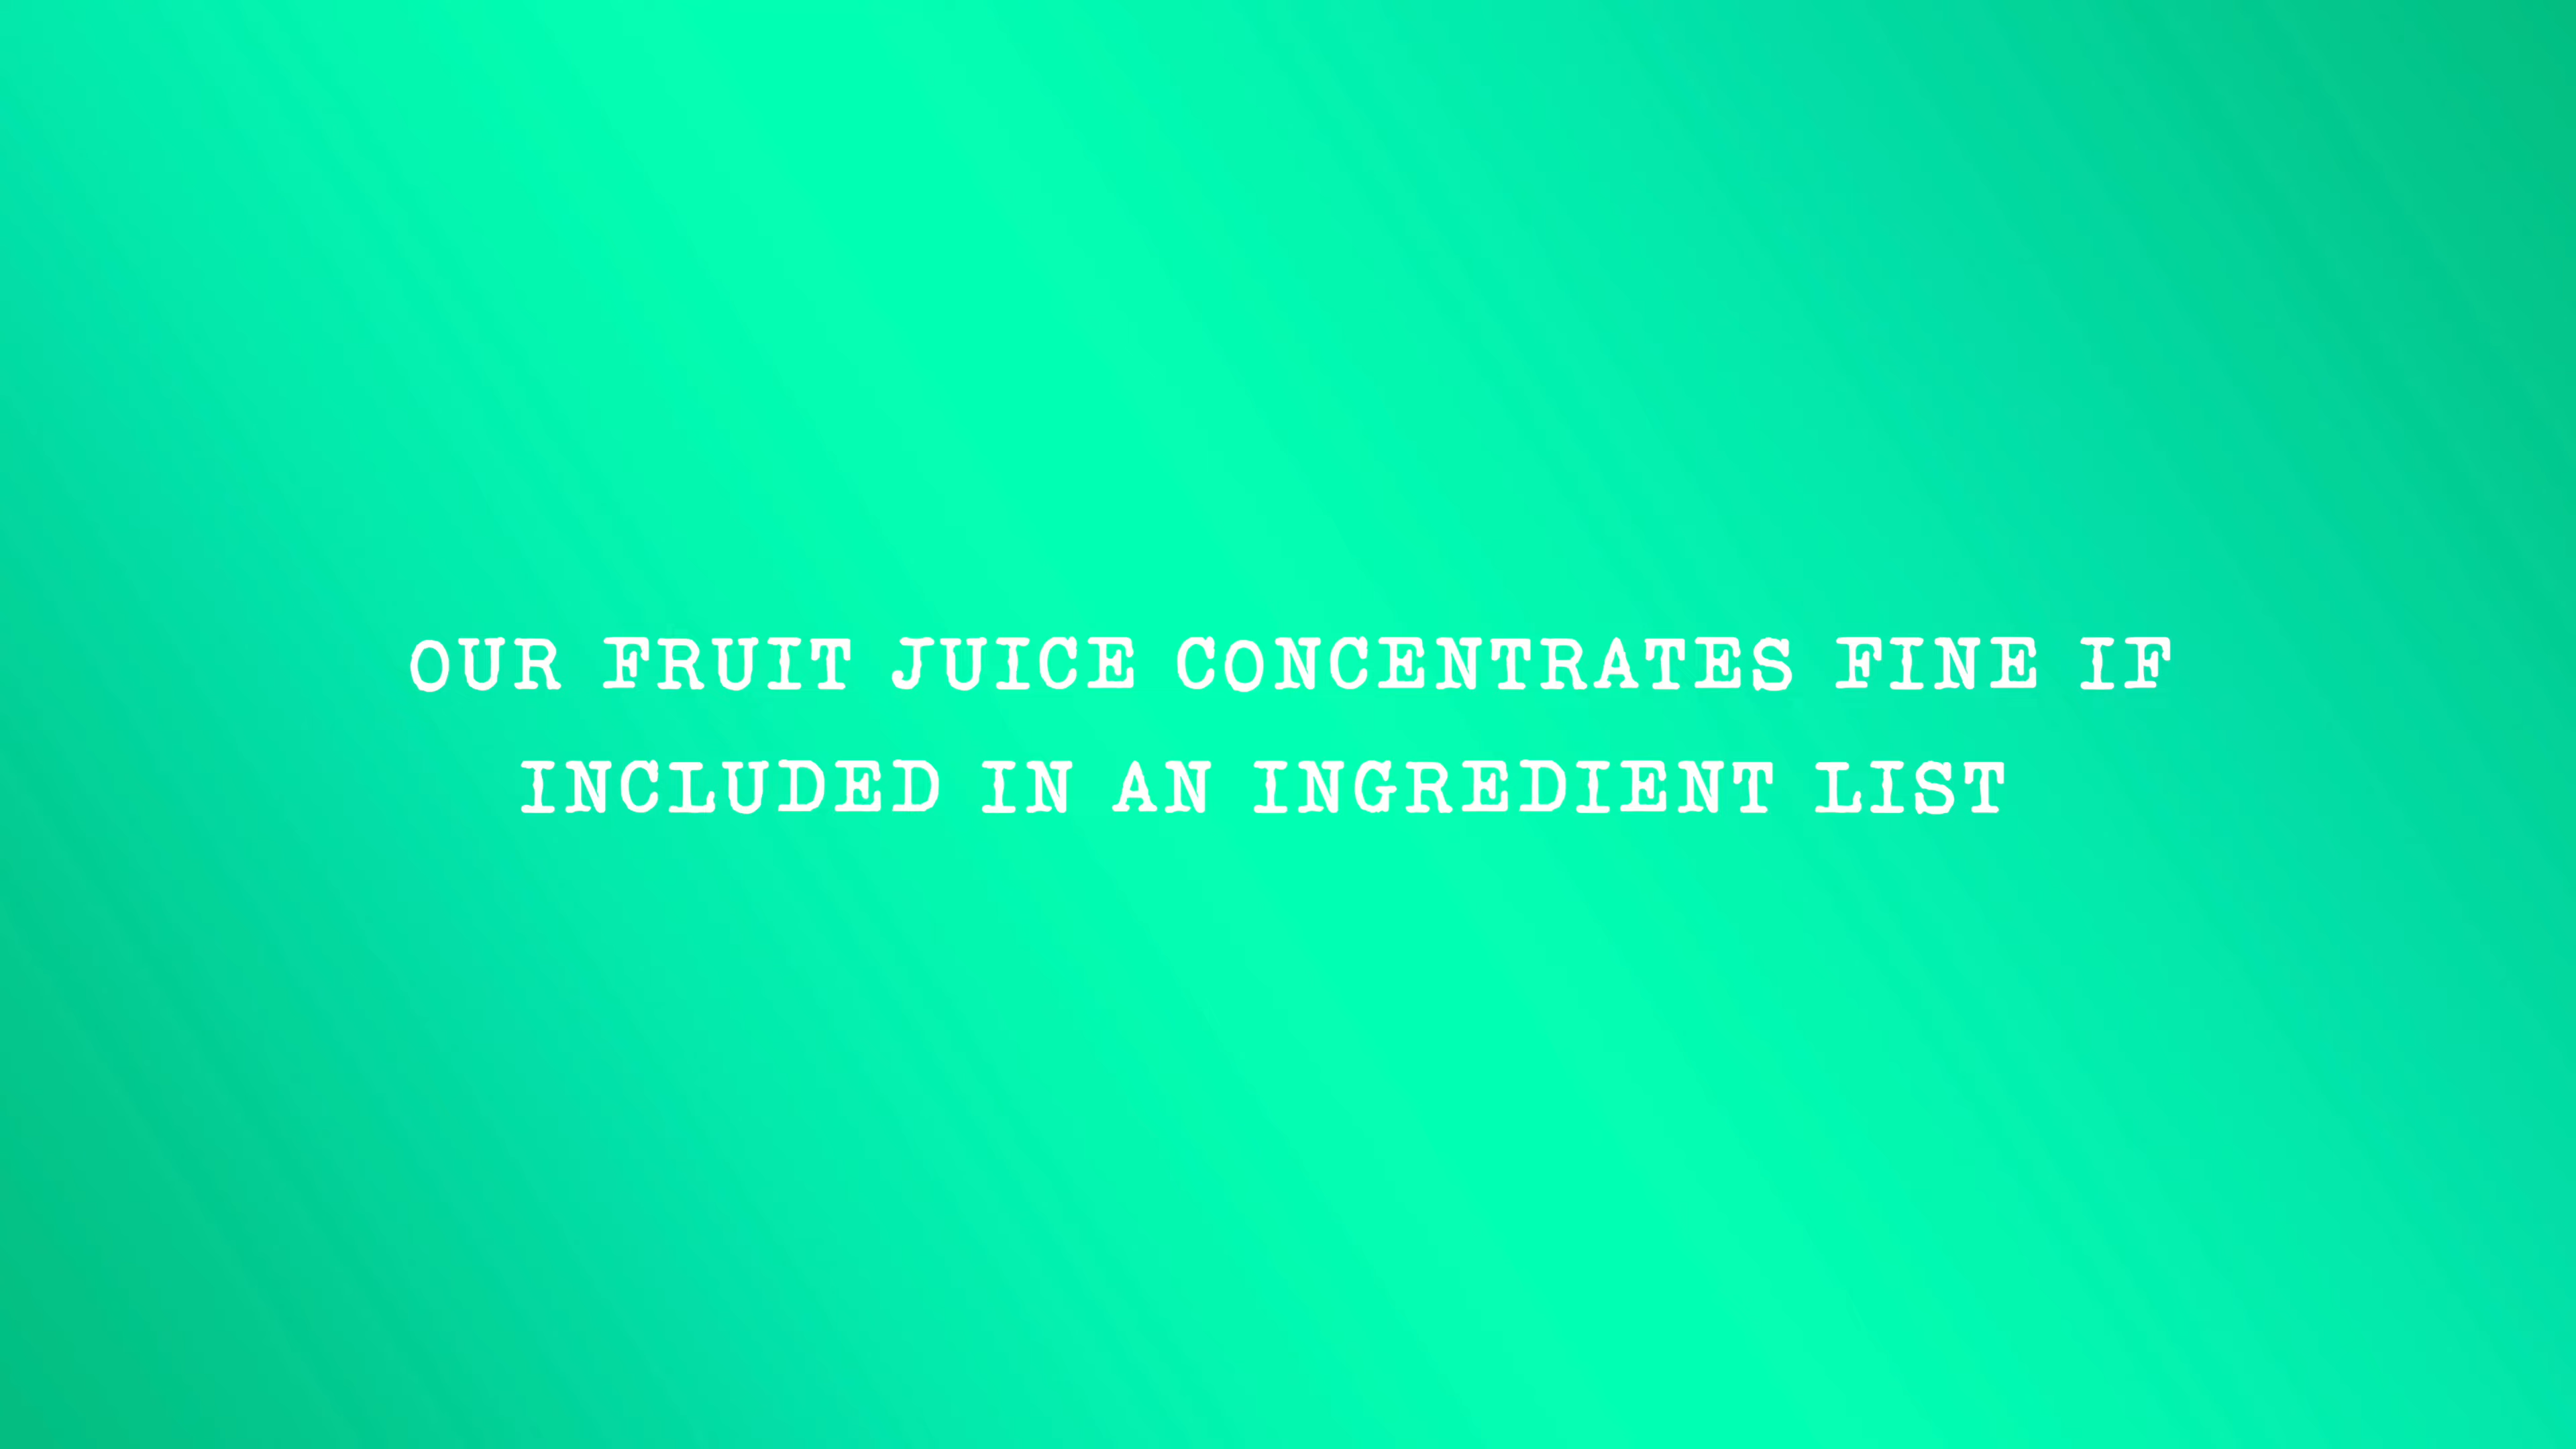 OUR FRUIT JUICE CONCENTRATES FINE IF
INCLUDED IN AN INGREDIENT LIST